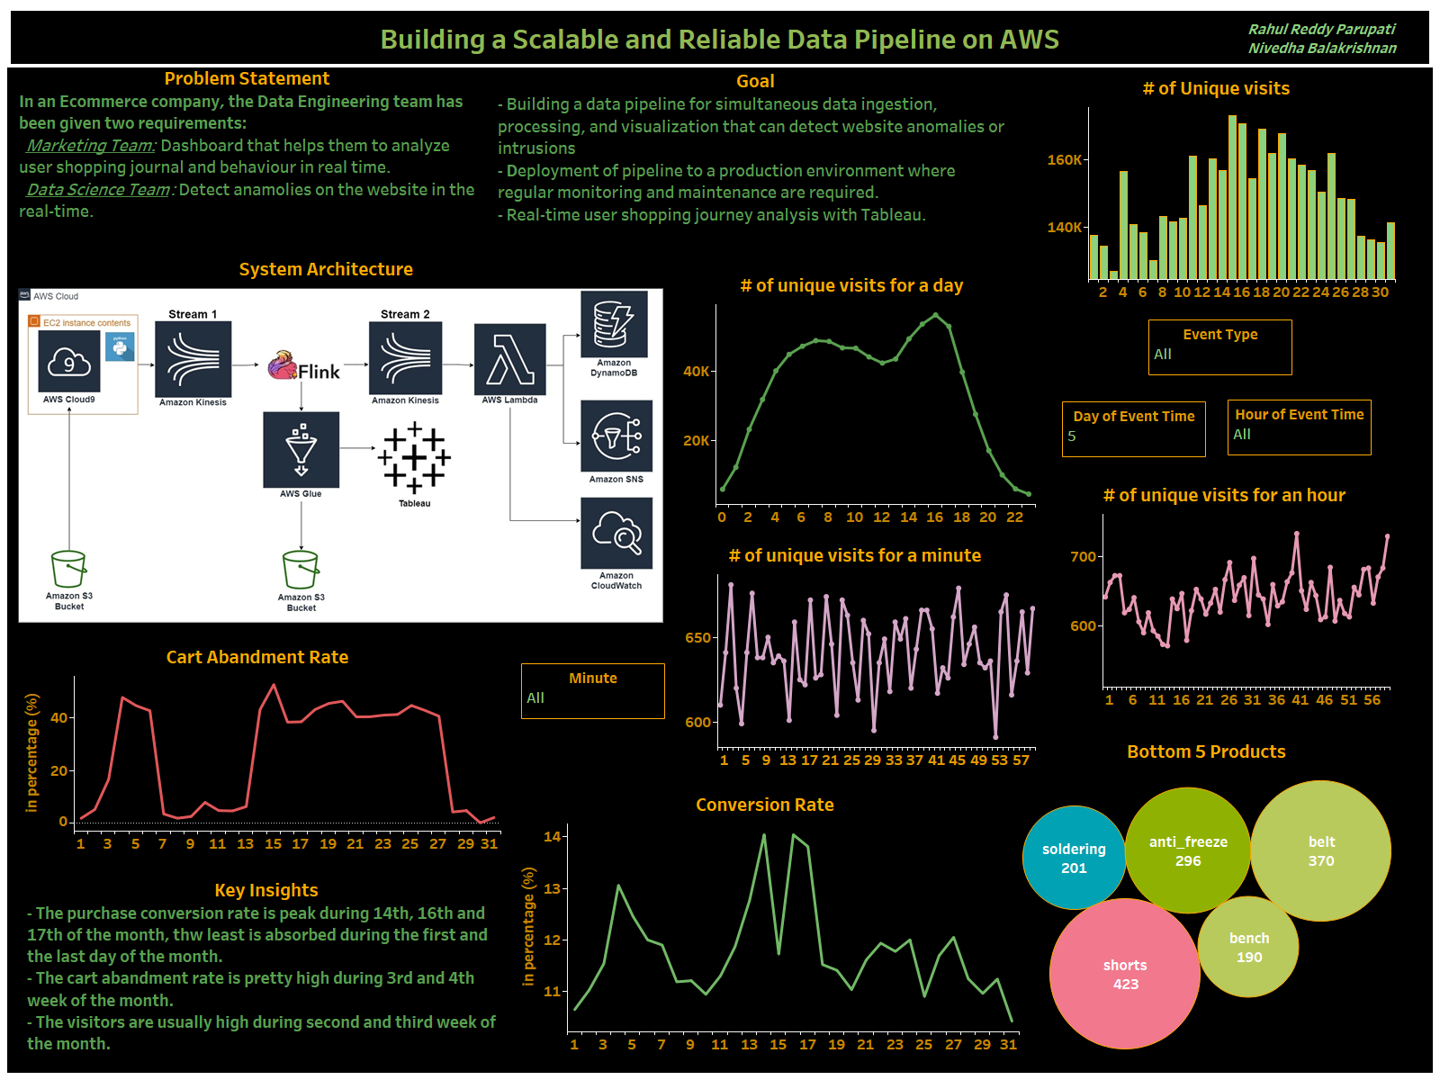 Building a Scalable and Reliable Data Pipeline on AWS
Rahul Reddy Parupati
Nivedha Balakrishnan
Problem Statement
In an Ecommerce company, the Data Engineering team has
been given two requirements:
Marketing Team: Dashboard that helps them to analyze
user shopping journal and behaviour in real time.
Data Science Team: Detect anamolies on the website in the
real-time.
Goal
- Building a data pipeline for simultaneous data ingestion,
processing, and visualization that can detect website anomalies or
intrusions
- Deployment of pipeline to a production environment where
regular monitoring and maintenance are required.
- Real-time user shopping journey analysis with Tableau.
# of Unique visits
160K
140K
2 4 6 8 10 12 14 16 18 20 22 24 26 28 30
System Architecture
aws
AWS Cloud
EC2 instance contents
python
9
AWS Cloud9
Stream 1
Amazon Kinesis
Flink
Stream 2
Amazon Kinesis
AWS Lambda
Amazon
DynamoDB
Amazon SNS
Amazon
CloudWatch
AWS Glue
Tableau
Amazon S3
Bucket
Amazon S3
Bucket
# of unique visits for a day
40K
20K
0 2 4 6 8 10 12 14 16 18 20 22
Event Type
All
Day of Event Time
5
Hour of Event Time
All
# of unique visits for an hour
700
600
1 6 11 16 21 26 31 36 41 46 51 56
# of unique visits for a minute
650
600
1 5 9 13 17 21 25 29 33 37 41 45 49 53 57
Minute
All
Cart Abandment Rate
in percentage (%)
40
20
0
1 3 5 7 9 11 13 15 17 19 21 23 25 27 29 31
Conversion Rate
in percentage (%)
14
13
12
11
1 3 5 7 9 11 13 15 17 19 21 23 25 27 29 31
Bottom 5 Products
soldering
201
anti_freeze
296
belt
370
shorts
423
bench
190
Key Insights
- The purchase conversion rate is peak during 14th, 16th and
17th of the month, thw least is absorbed during the first and
the last day of the month.
- The cart abandment rate is pretty high during 3rd and 4th
week of the month.
- The visitors are usually high during second and third week of
the month.